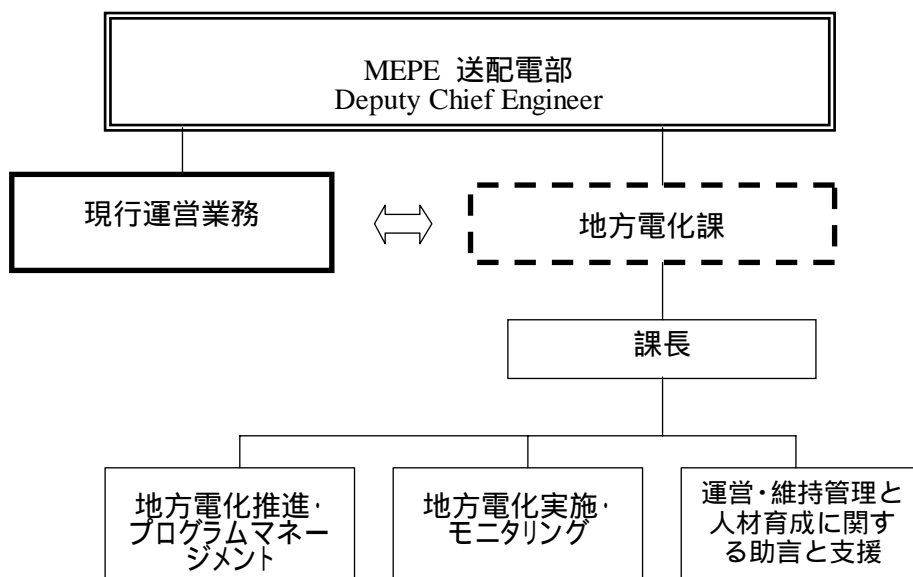 MEPE 送配電部
Deputy Chief Engineer
現行運営業務
地方電化課
課長
地方電化推進・
プログラムマネー
ジメント
地方電化実施・
モニタリング
運営・維持管理と
人材育成に関す
る助言と支援